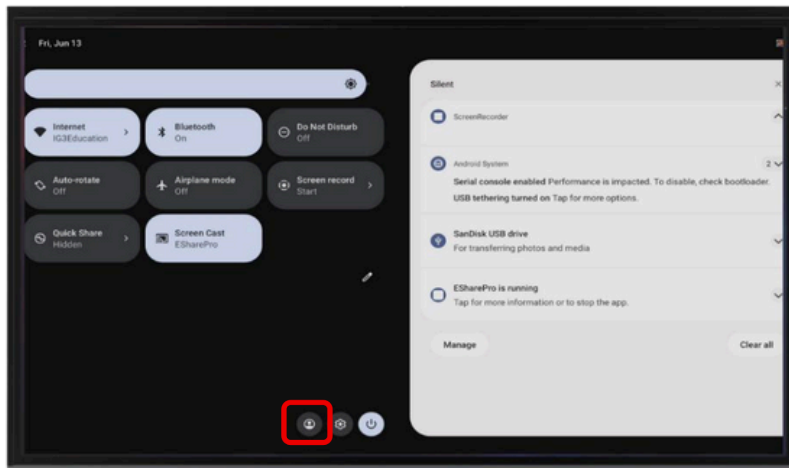 Fri, Jun 13
Internet
IG3Education
Bluetooth
On
Do Not Disturb
Off
Auto-rotate
Off
Airplane mode
Off
Screen record
Start
Quick Share
Hidden
Screen Cast
ESharePro
Silent
ScreenRecorder
Android System
2
Serial console enabled Performance is impacted. To disable, check bootloader.
USB tethering turned on Tap for more options.
SanDisk USB drive
For transferring photos and media
ESharePro is running
Tap for more information or to stop the app.
Manage
Clear all